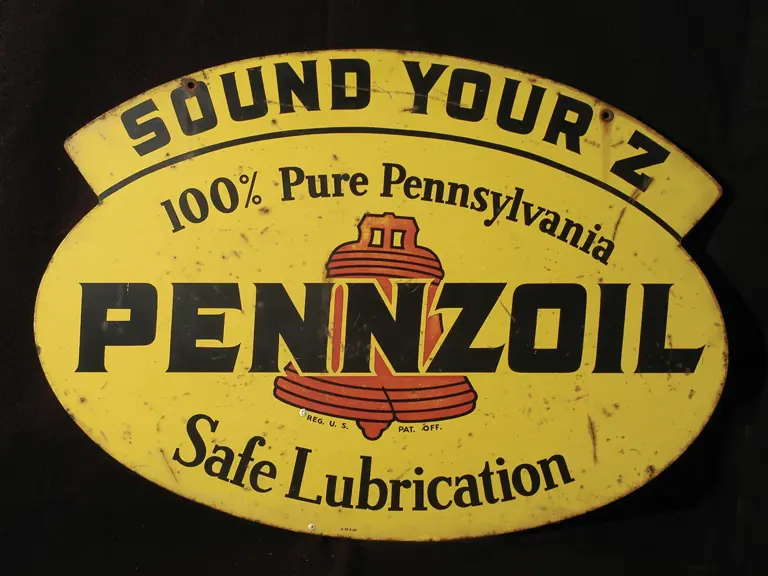 SOUND YOUR Z
100% Pure Pennsylvania
PENNZOIL
REG. U. S. PAT. OFF.
Safe Lubrication